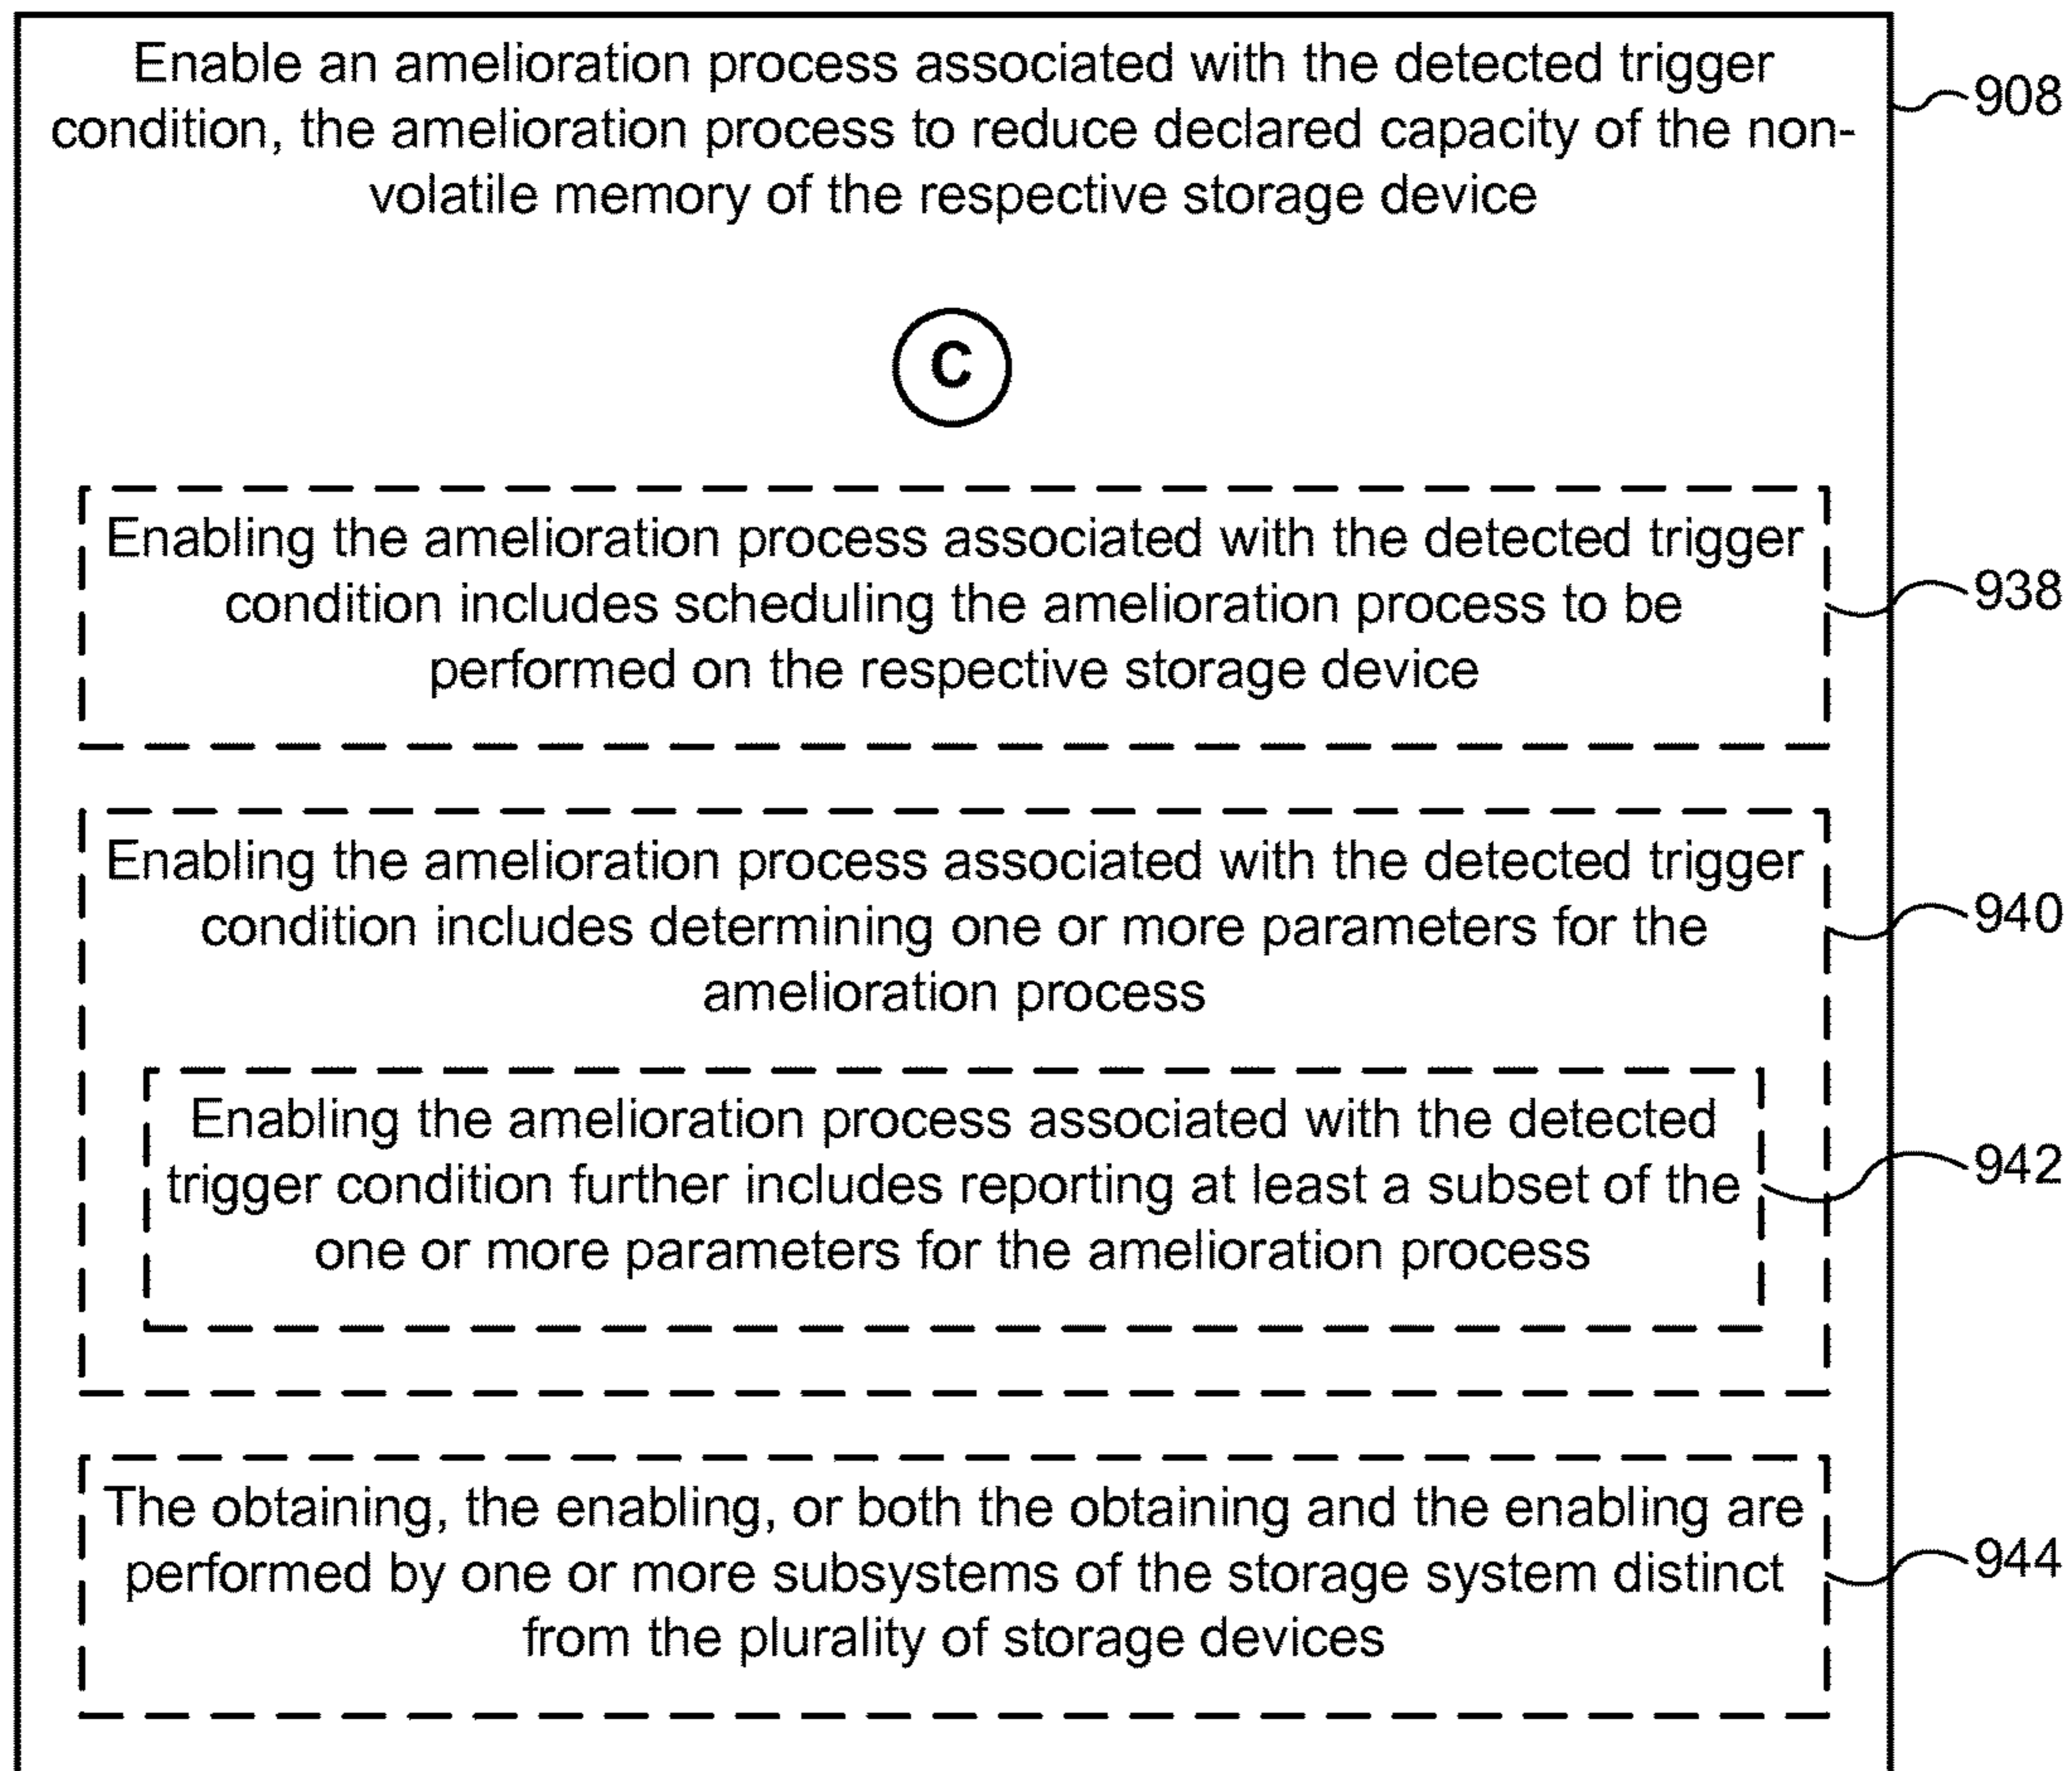 Enable an amelioration process associated with the detected trigger
condition, the amelioration process to reduce declared capacity of the non-
volatile memory of the respective storage device
908
C
Enabling the amelioration process associated with the detected trigger
condition includes scheduling the amelioration process to be
performed on the respective storage device
938
Enabling the amelioration process associated with the detected trigger
condition includes determining one or more parameters for the
amelioration process
940
Enabling the amelioration process associated with the detected
trigger condition further includes reporting at least a subset of the
one or more parameters for the amelioration process
942
The obtaining, the enabling, or both the obtaining and the enabling are
performed by one or more subsystems of the storage system distinct
from the plurality of storage devices
944